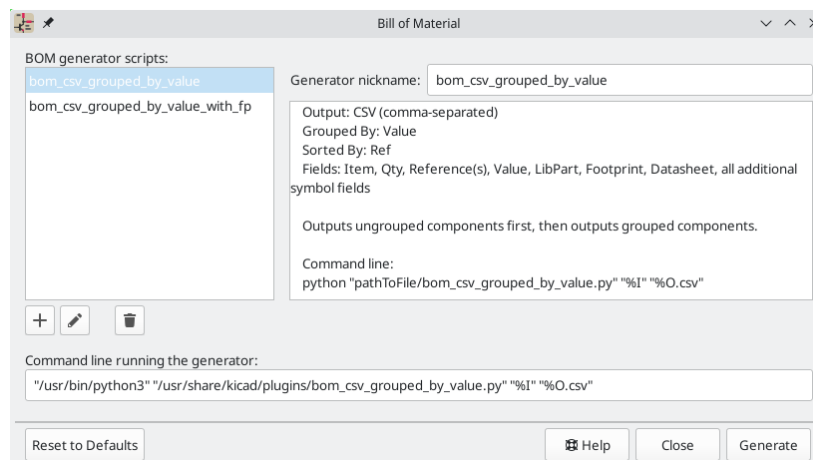 Bill of Material
BOM generator scripts:
bom_csv_grouped_by_value
bom_csv_grouped_by_value_with_fp
Generator nickname: bom_csv_grouped_by_value
Output: CSV (comma-separated)
Grouped By: Value
Sorted By: Ref
Fields: Item, Qty, Reference(s), Value, LibPart, Footprint, Datasheet, all additional
symbol fields
Outputs ungrouped components first, then outputs grouped components.
Command line:
python "pathToFile/bom_csv_grouped_by_value.py" "%I" "%O.csv"
Command line running the generator:
"/usr/bin/python3" "/usr/share/kicad/plugins/bom_csv_grouped_by_value.py" "%I" "%O.csv"
Reset to Defaults Help Close Generate